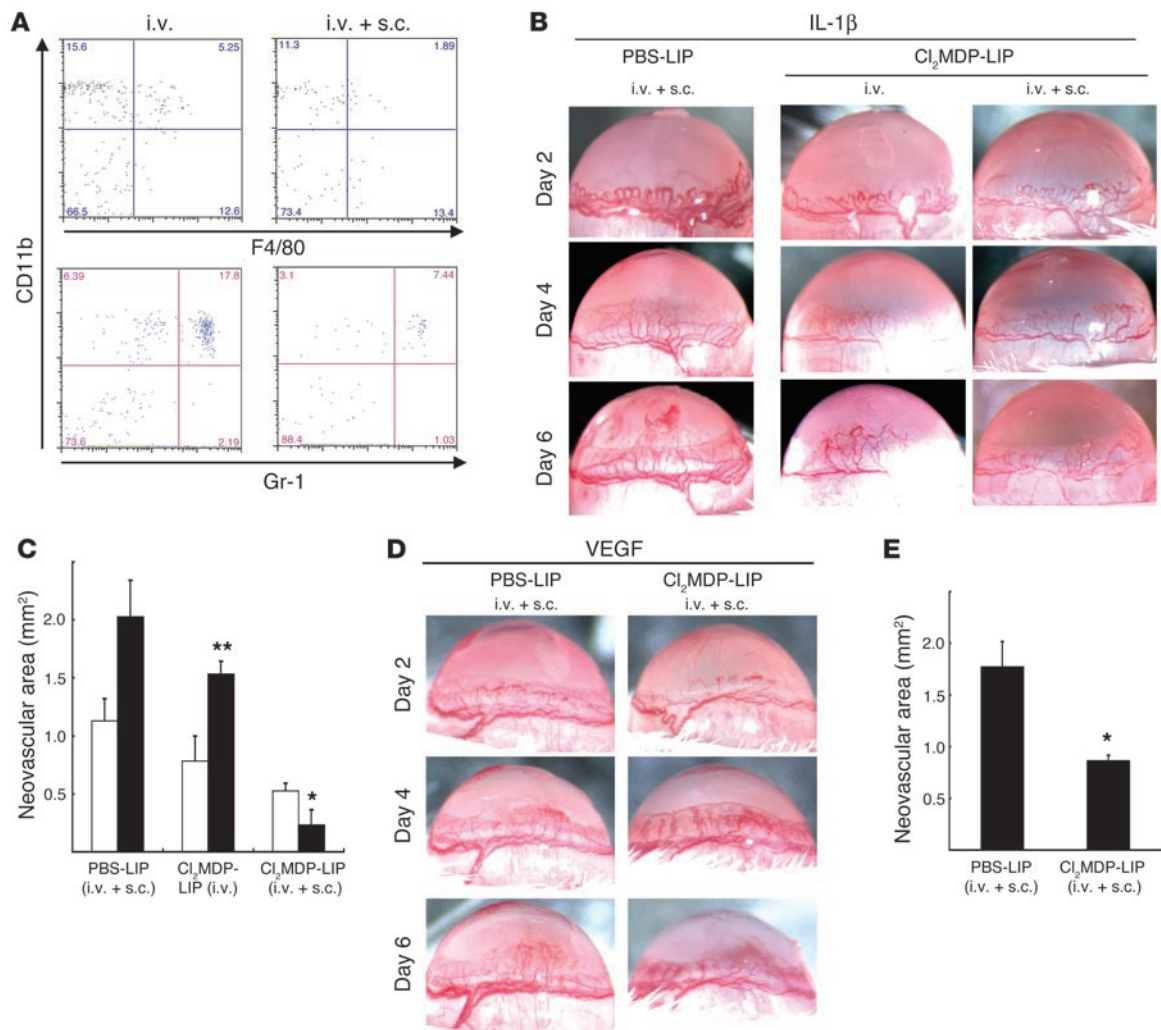 A
i.v.
i.v. + s.c.
15.6
5.25
11.3
1.89
66.5
12.6
73.4
13.4
F4/80
CD11b
6.39
17.8
3.1
7.44
73.6
2.19
88.4
1.03
Gr-1
B
IL-1β
PBS-LIP
Cl₂MDP-LIP
i.v. + s.c.
i.v.
i.v. + s.c.
Day 2
Day 4
Day 6
C
Neovascular area (mm²)
2.0
1.5
1.0
0.5
**
*
PBS-LIP
(i.v. + s.c.)
Cl₂MDP-
LIP (i.v.)
Cl₂MDP-LIP
(i.v. + s.c.)
D
VEGF
PBS-LIP
Cl₂MDP-LIP
i.v. + s.c.
i.v. + s.c.
Day 2
Day 4
Day 6
E
Neovascular area (mm²)
2.0
1.5
1.0
0.5
*
PBS-LIP
(i.v. + s.c.)
Cl₂MDP-LIP
(i.v. + s.c.)